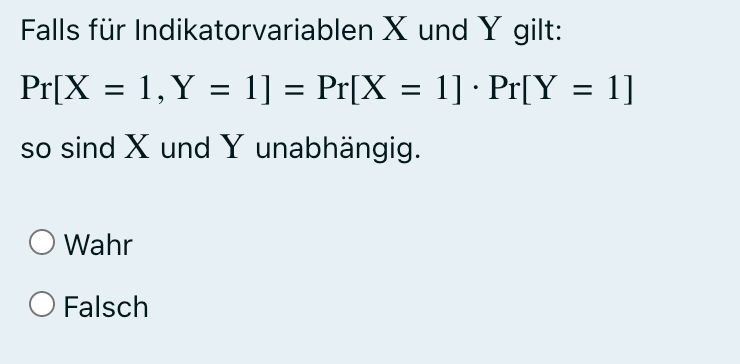 Falls für Indikatorvariablen X und Y gilt:
Pr[X = 1, Y = 1] = Pr[X = 1] · Pr[Y = 1]
so sind X und Y unabhängig.
Wahr
Falsch